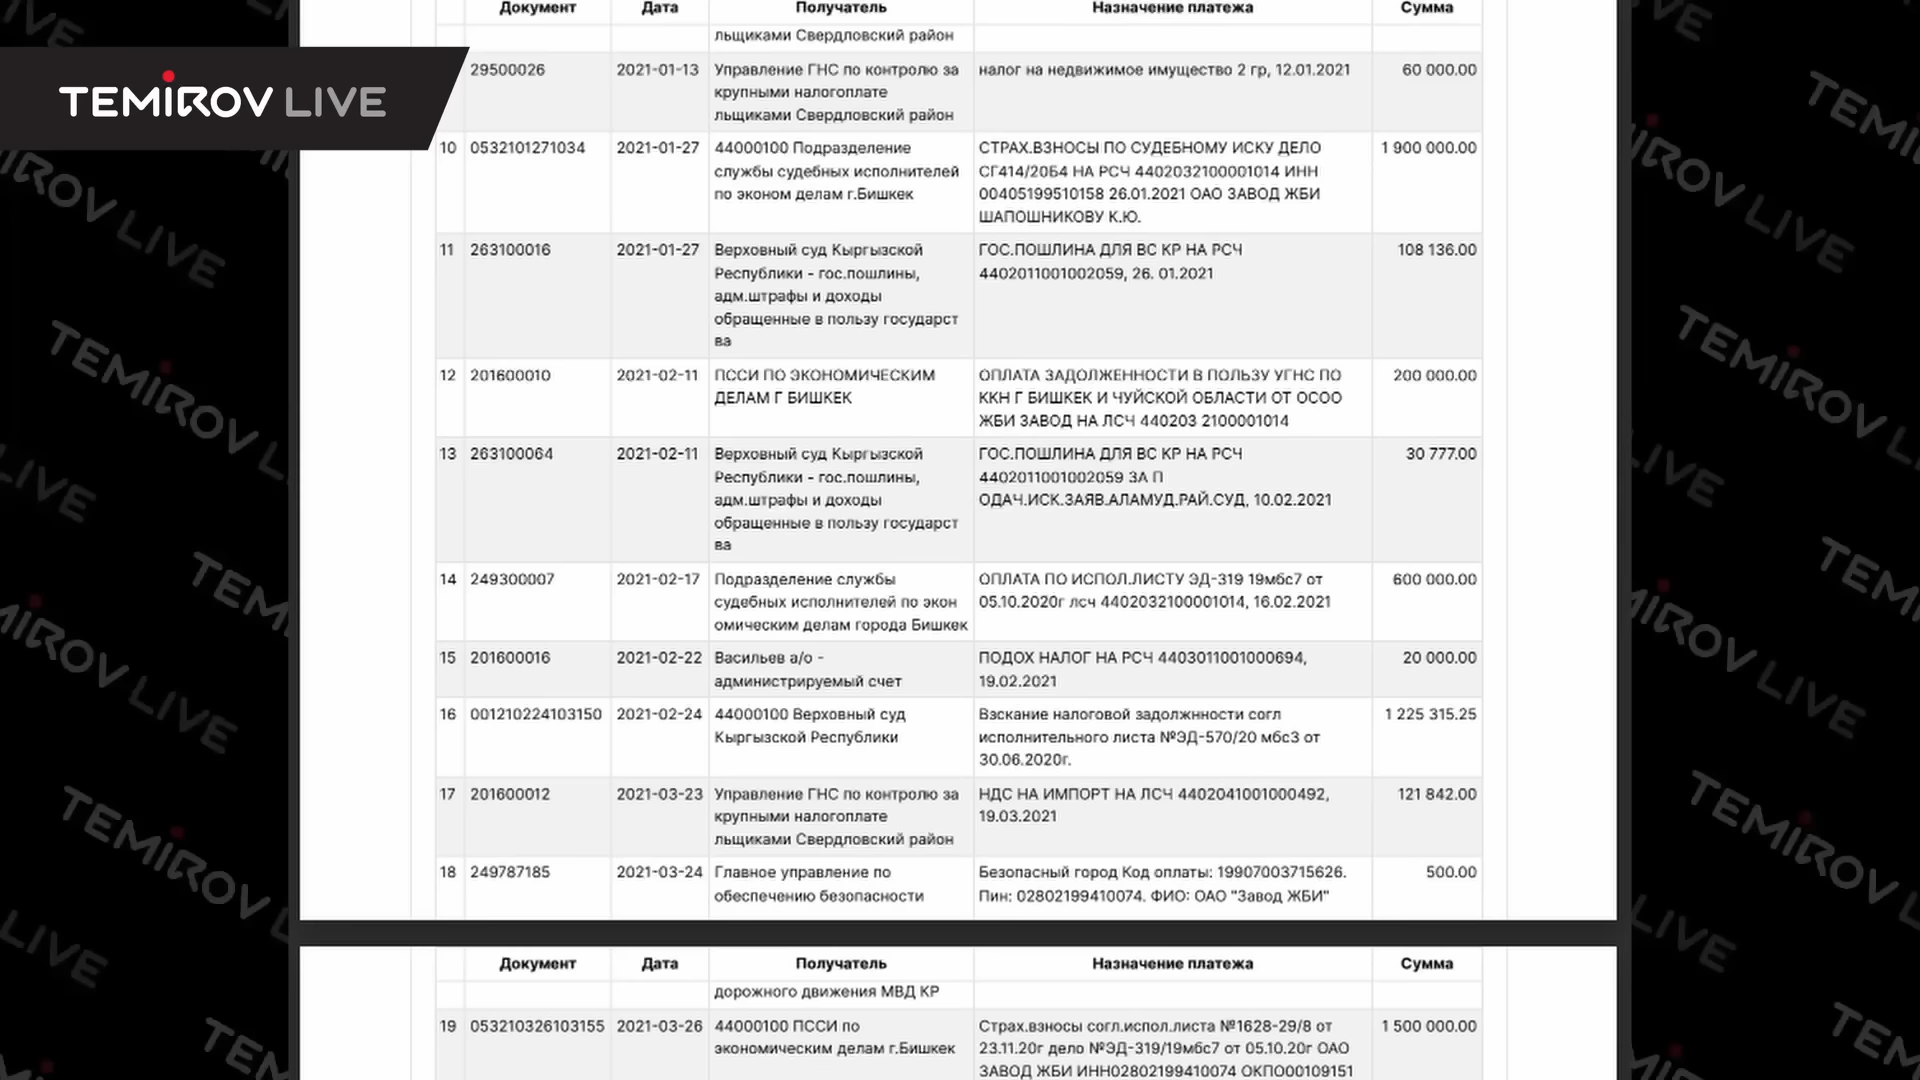 TEMIROV LIVE
Документ Дата Получатель Назначение платежа Сумма
льщиками Свердловский район
29500026 2021-01-13 Управление ГНС по контролю за налог на недвижимое имущество 2 гр, 12.01.2021 60 000.00
крупными налогоплате
льщиками Свердловский район
10 0532101271034 2021-01-27 44000100 Подразделение СТРАХ.ВЗНОСЫ ПО СУДЕБНОМУ ИСКУ ДЕЛО 1 900 000.00
службы судебных исполнителей СГ414/20Б4 НА РСЧ 4402032100001014 ИНН
по эконом делам г.Бишкек 00405199510158 26.01.2021 ОАО ЗАВОД ЖБИ
ШАПОШНИКОВУ К.Ю.
11 263100016 2021-01-27 Верховный суд Кыргызской ГОС.ПОШЛИНА ДЛЯ ВС КР НА РСЧ 108 136.00
Республики - гос.пошлины, 4402011001002059, 26. 01.2021
адм.штрафы и доходы
обращенные в пользу государст
ва
12 201600010 2021-02-11 ПССИ ПО ЭКОНОМИЧЕСКИМ ОПЛАТА ЗАДОЛЖЕННОСТИ В ПОЛЬЗУ УГНС ПО 200 000.00
ДЕЛАМ Г БИШКЕК ККН Г БИШКЕК И ЧУЙСКОЙ ОБЛАСТИ ОТ ОСОО
ЖБИ ЗАВОД НА ЛСЧ 440203 2100001014
13 263100064 2021-02-11 Верховный суд Кыргызской ГОС.ПОШЛИНА ДЛЯ ВС КР НА РСЧ 30 777.00
Республики - гос.пошлины, 4402011001002059 ЗА П
адм.штрафы и доходы ОДАЧ.ИСК.ЗАЯВ.АЛАМУД.РАЙ.СУД, 10.02.2021
обращенные в пользу государст
ва
14 249300007 2021-02-17 Подразделение службы ОПЛАТА ПО ИСПОЛ.ЛИСТУ ЭД-319 19мбс7 от 600 000.00
судебных исполнителей по экон 05.10.2020г лсч 4402032100001014, 16.02.2021
омическим делам города Бишкек
15 201600016 2021-02-22 Васильев а/о - ПОДОХ НАЛОГ НА РСЧ 4403011001000694, 20 000.00
администрируемый счет 19.02.2021
16 001210224103150 2021-02-24 44000100 Верховный суд Взскание налоговой задолжнности согл 1 225 315.25
Кыргызской Республики исполнительного листа №ЭД-570/20 мбс3 от
30.06.2020г.
17 201600012 2021-03-23 Управление ГНС по контролю за НДС НА ИМПОРТ НА ЛСЧ 4402041001000492, 121 842.00
крупными налогоплате 19.03.2021
льщиками Свердловский район
18 249787185 2021-03-24 Главное управление по Безопасный город Код оплаты: 19907003715626. 500.00
обеспечению безопасности Пин: 02802199410074. ФИО: ОАО "Завод ЖБИ"
Документ Дата Получатель Назначение платежа Сумма
дорожного движения МВД КР
19 053210326103155 2021-03-26 44000100 ПССИ по Страх.взносы согл.испол.листа №1628-29/8 от 1 500 000.00
экономическим делам г.Бишкек 23.11.20г дело №ЭД-319/19мбс7 от 05.10.20г ОАО
ЗАВОД ЖБИ ИНН02802199410074 ОКПО00109151